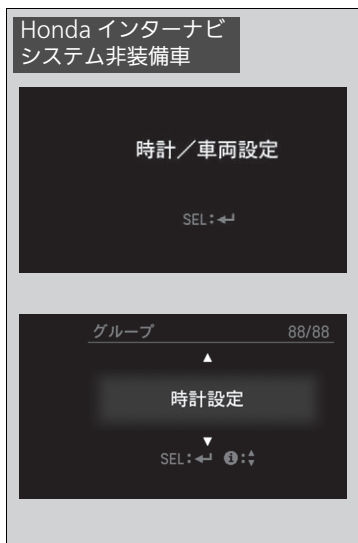 Honda インターナビ
システム非装備車
時計／車両設定
SEL:↵
グループ 88/88
▲
時計設定
▼
SEL:↵ ℹ:▲▼